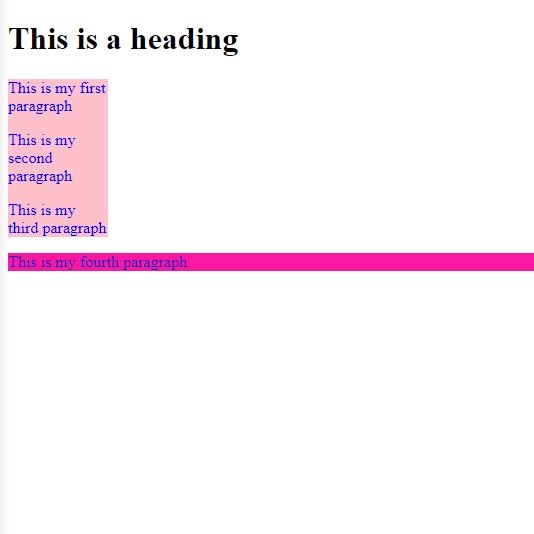 This is a heading
This is my first
paragraph
This is my
second
paragraph
This is my
third paragraph
This is my fourth paragraph